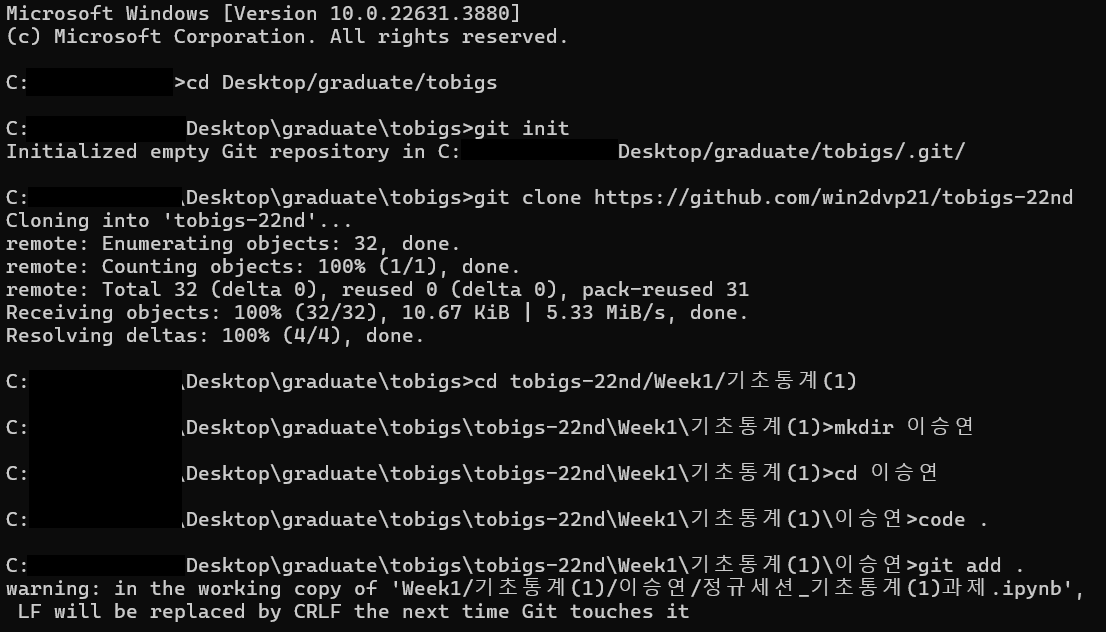 Microsoft Windows [Version 10.0.22631.3880]
(c) Microsoft Corporation. All rights reserved.
C:>cd Desktop/graduate/tobigs
C:Desktop\graduate\tobigs>git init
Initialized empty Git repository in C:Desktop/graduate/tobigs/.git/
C:\Desktop\graduate\tobigs>git clone https://github.com/win2dvp21/tobigs-22nd
Cloning into 'tobigs-22nd'...
remote: Enumerating objects: 32, done.
remote: Counting objects: 100% (1/1), done.
remote: Total 32 (delta 0), reused 0 (delta 0), pack-reused 31
Receiving objects: 100% (32/32), 10.67 KiB | 5.33 MiB/s, done.
Resolving deltas: 100% (4/4), done.
C:\Desktop\graduate\tobigs>cd tobigs-22nd/Week1/기초통계(1)
C:\Desktop\graduate\tobigs\tobigs-22nd\Week1\기초통계(1)>mkdir 이승연
C:\Desktop\graduate\tobigs\tobigs-22nd\Week1\기초통계(1)>cd 이승연
C:\Desktop\graduate\tobigs\tobigs-22nd\Week1\기초통계(1)\이승연>code .
C:Desktop\graduate\tobigs\tobigs-22nd\Week1\기초통계(1)\이승연>git add .
warning: in the working copy of 'Week1/기초통계(1)/이승연/정규세션_기초통계(1)과제.ipynb',
LF will be replaced by CRLF the next time Git touches it